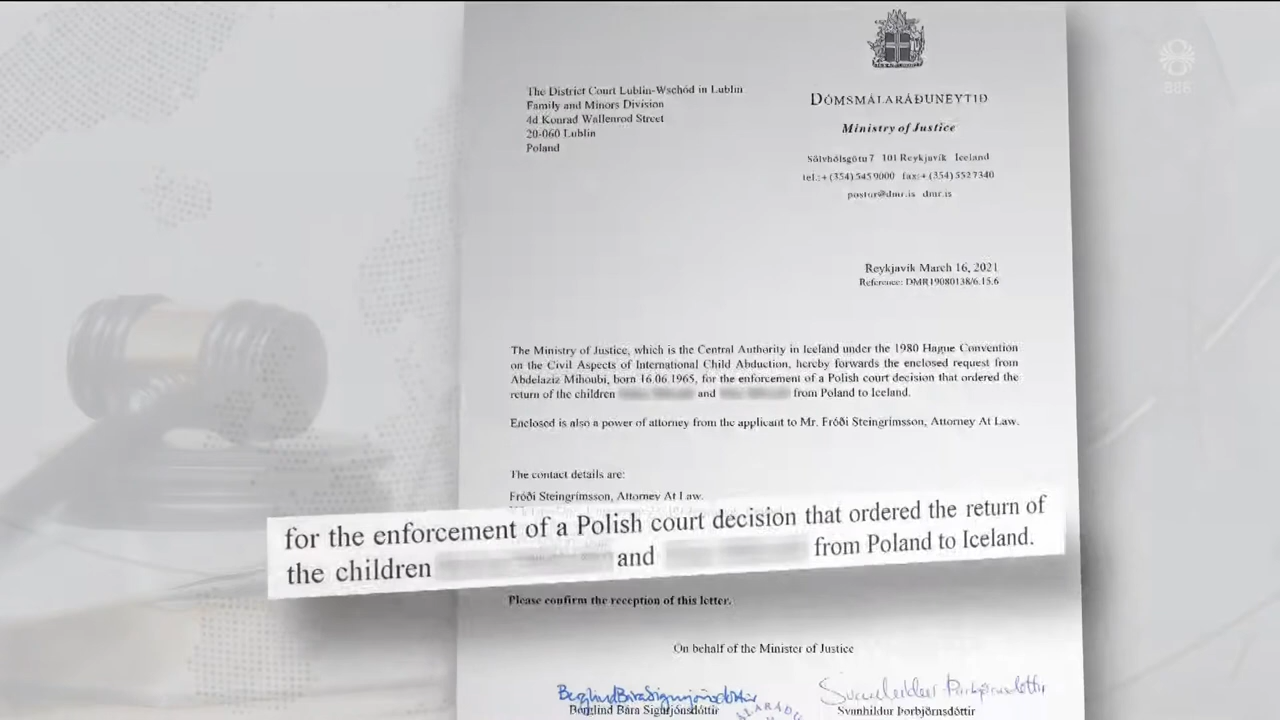 The District Court Lublin-Wschód in Lublin
Family and Minors Division
4d Konrad Wallenrod Street
20-060 Lublin
Poland
DÓMSMÁLARÁÐUNEYTIÐ
Ministry of Justice
Sölvhólsgötu 7 101 Reykjavík Iceland
tel.:+(354)545 9000 fax:+(354)552 7340
postur@dmr.is dmr.is
Reykjavik March 16, 2021
Reference: DMR19080138/6.15.6
The Ministry of Justice, which is the Central Authority in Iceland under the 1980 Hague Convention
on the Civil Aspects of International Child Abduction, hereby forwards the enclosed request from
Abdelaziz Mihoubi, born 16.06.1965, for the enforcement of a Polish court decision that ordered the
return of the children and from Poland to Iceland.
Enclosed is also a power of attorney from the applicant to Mr. Fróði Steingrímsson, Attorney At Law.
The contact details are:
Fróði Steingrímsson, Attorney At Law.
for the enforcement of a Polish court decision that ordered the return of
the children and from Poland to Iceland.
Please confirm the reception of this letter.
On behalf of the Minister of Justice
Berglind Bára Sigurjónsdóttir
Svanhildur Þorbjörnsdóttir
Berglind Bára Sigurjónsdóttir
Svanhildur Þorbjörnsdóttir
888